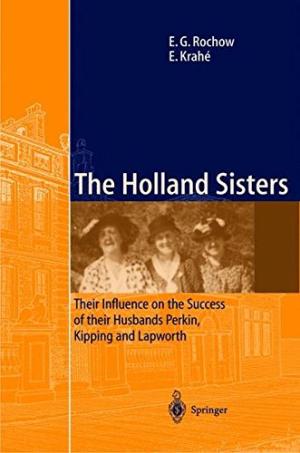 E. G. Rochow
E. Krahé
The Holland Sisters
Their Influence on the Success
of their Husbands Perkin,
Kipping and Lapworth
Springer